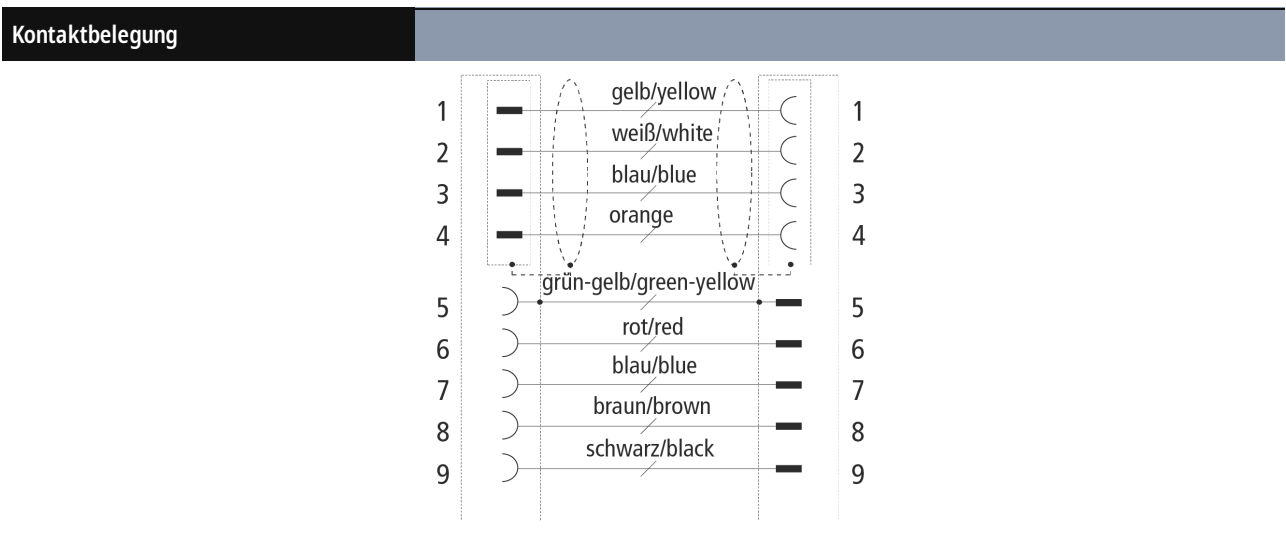 Kontaktbelegung
1 gelb/yellow 1
2 weiß/white 2
3 blau/blue 3
4 orange 4
grün-gelb/green-yellow
5 5
rot/red
6 6
blau/blue
7 7
braun/brown
8 8
schwarz/black
9 9